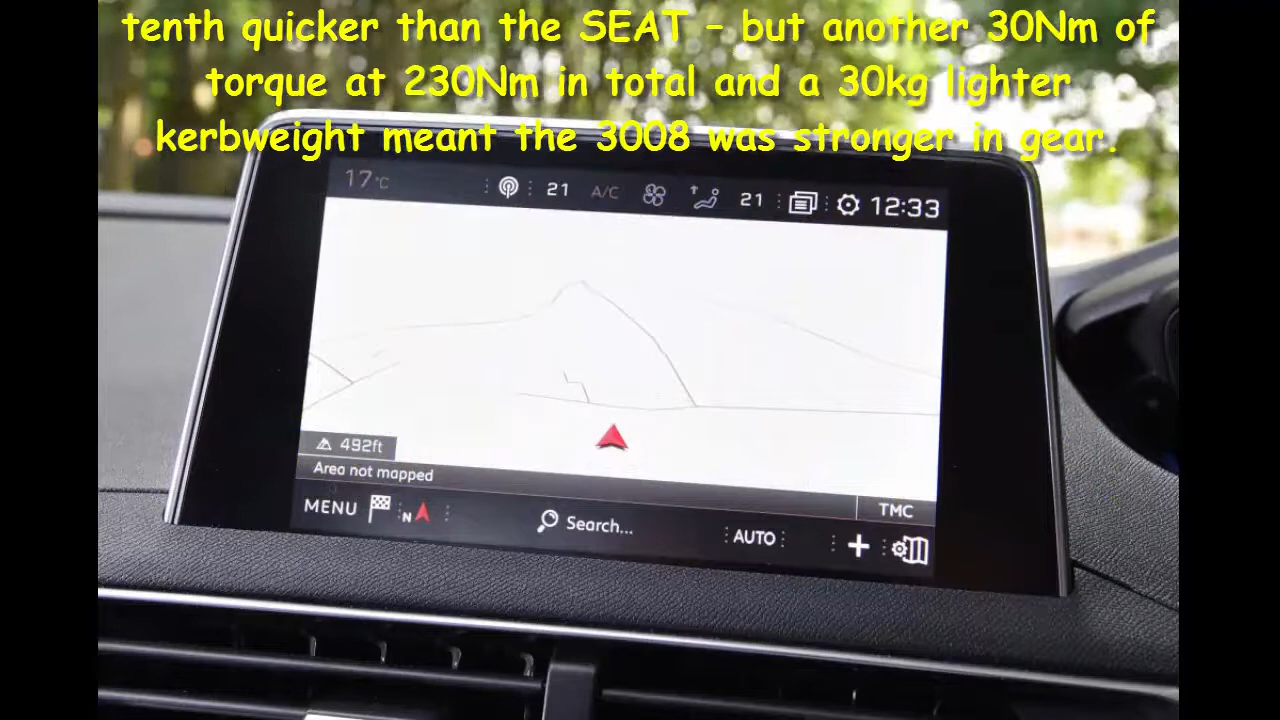 tenth quicker than the SEAT – but another 30Nm of
torque at 230Nm in total and a 30kg lighter
kerbweight meant the 3008 was stronger in gear.
17°C 21 A/C 21 12:33
492ft
Area not mapped
TMC
MENU N Search... AUTO +